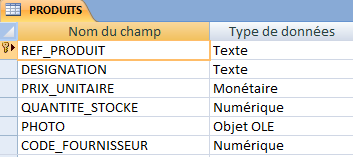 PRODUITS
Nom du champ Type de données
REF_PRODUIT Texte
DESIGNATION Texte
PRIX_UNITAIRE Monétaire
QUANTITE_STOCKE Numérique
PHOTO Objet OLE
CODE_FOURNISSEUR Numérique